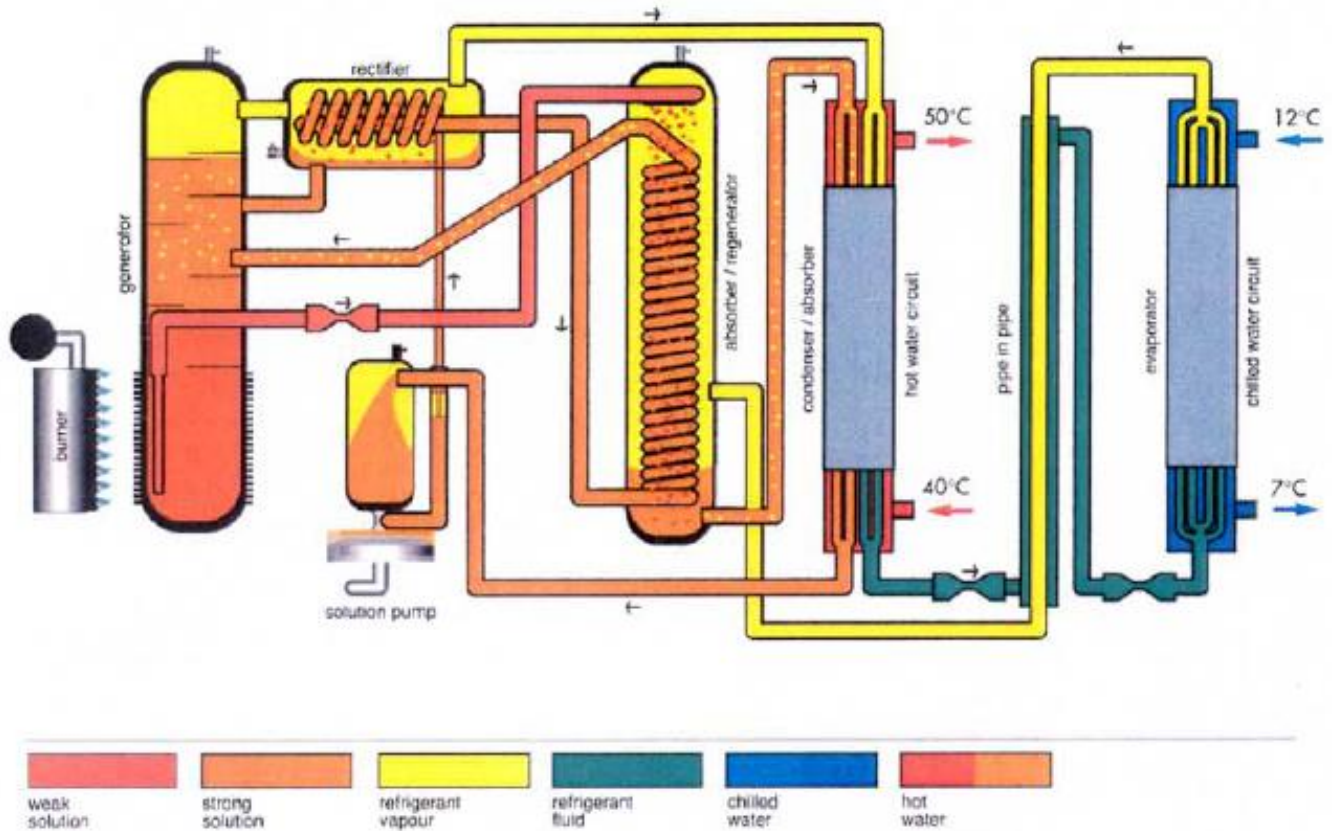 rectifier
generator
burner
solution pump
absorber / regenerator
condenser / absorber
50°C
40°C
hot water circuit
pipe in pipe
evaporator
12°C
7°C
chilled water circuit
weak
solution
strong
solution
refrigerant
vapour
refrigerant
fluid
chilled
water
hot
water